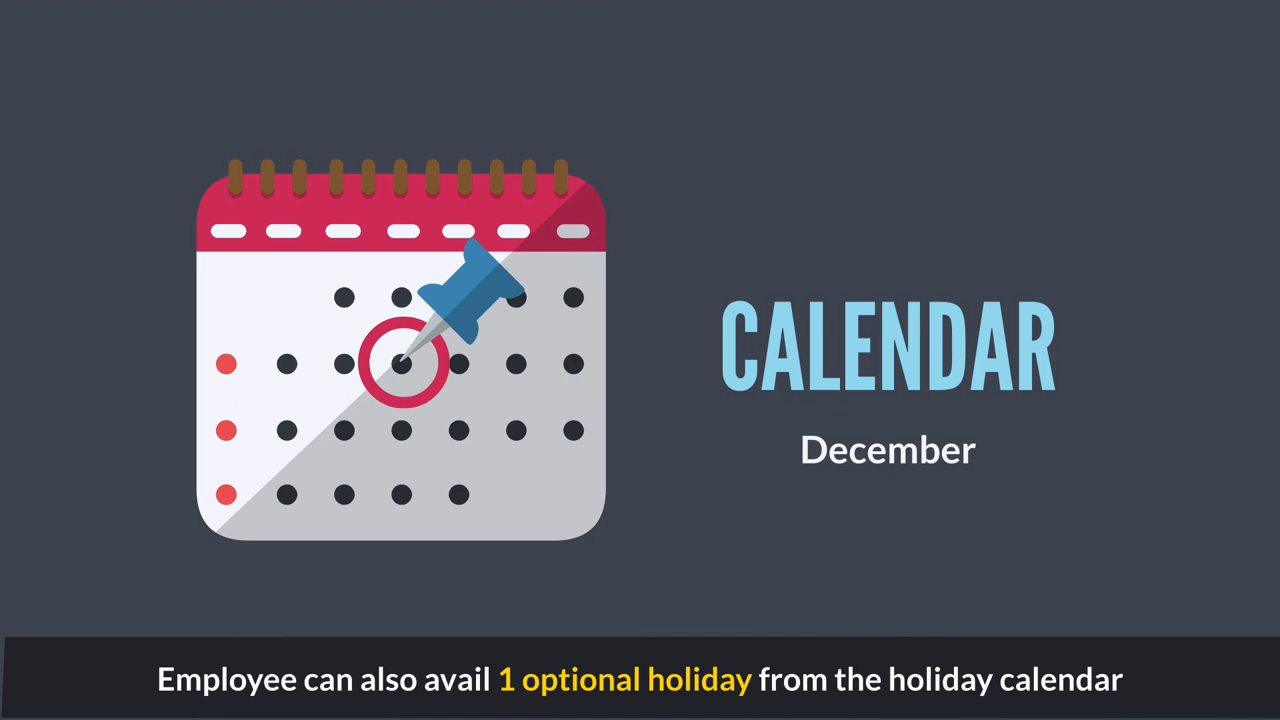 CALENDAR
December
Employee can also avail 1 optional holiday from the holiday calendar